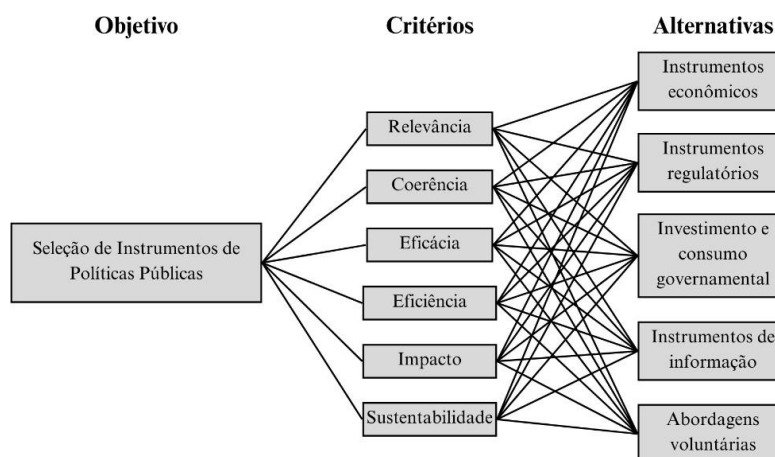 Objetivo
Critérios
Alternativas
Seleção de Instrumentos de
Políticas Públicas
Relevância
Coerência
Eficácia
Eficiência
Impacto
Sustentabilidade
Instrumentos
econômicos
Instrumentos
regulatórios
Investimento e
consumo
governamental
Instrumentos de
informação
Abordagens
voluntárias